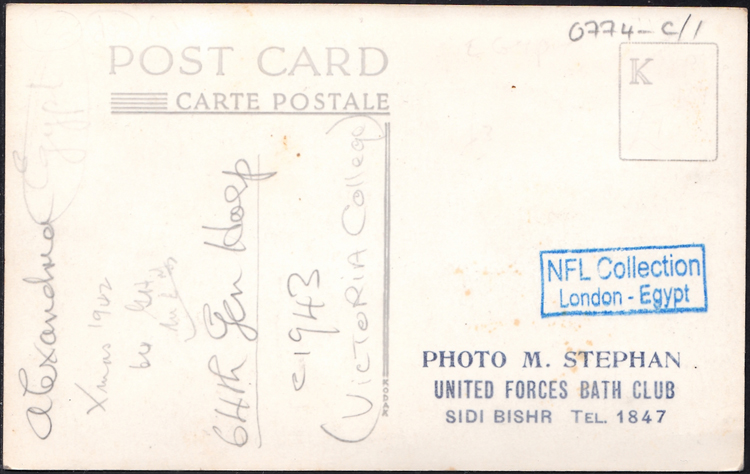 0774-C/1
POST CARD
CARTE POSTALE
K
Alexandria Egypt
Xmas 1942
64th Gen Hosp
c1943
(VICTORIA College)
KODAK
NFL Collection
London - Egypt
PHOTO M. STEPHAN
UNITED FORCES BATH CLUB
SIDI BISHR TEL. 1847